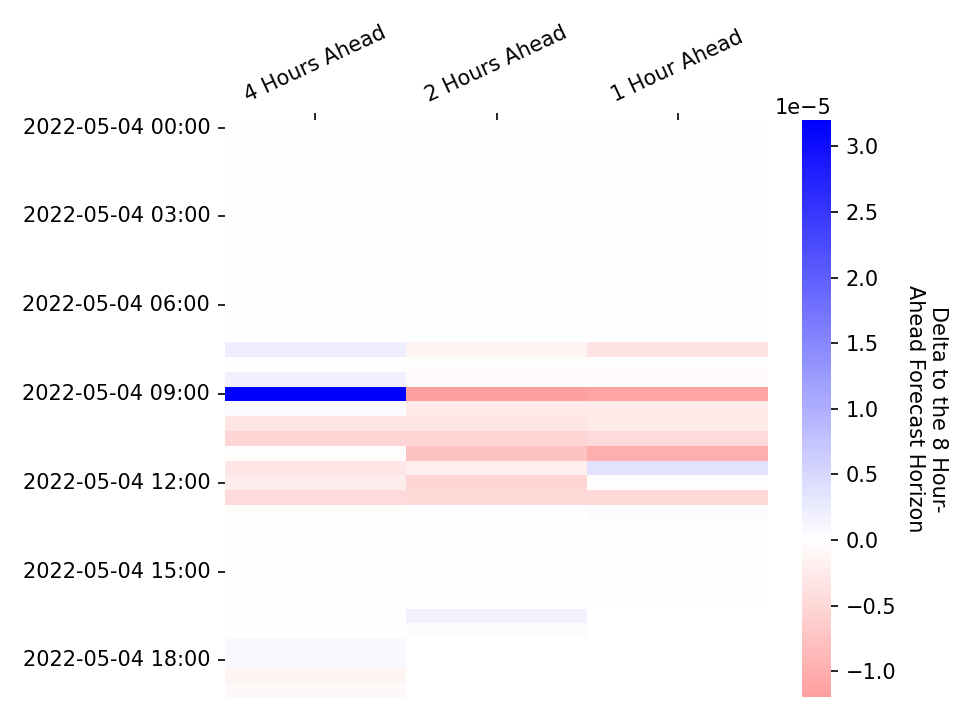 4 Hours Ahead
2 Hours Ahead
1 Hour Ahead
2022-05-04 00:00
2022-05-04 03:00
2022-05-04 06:00
2022-05-04 09:00
2022-05-04 12:00
2022-05-04 15:00
2022-05-04 18:00
1e−5
3.0
2.5
2.0
1.5
1.0
0.5
0.0
−0.5
−1.0
Delta to the 8 Hour-
Ahead Forecast Horizon